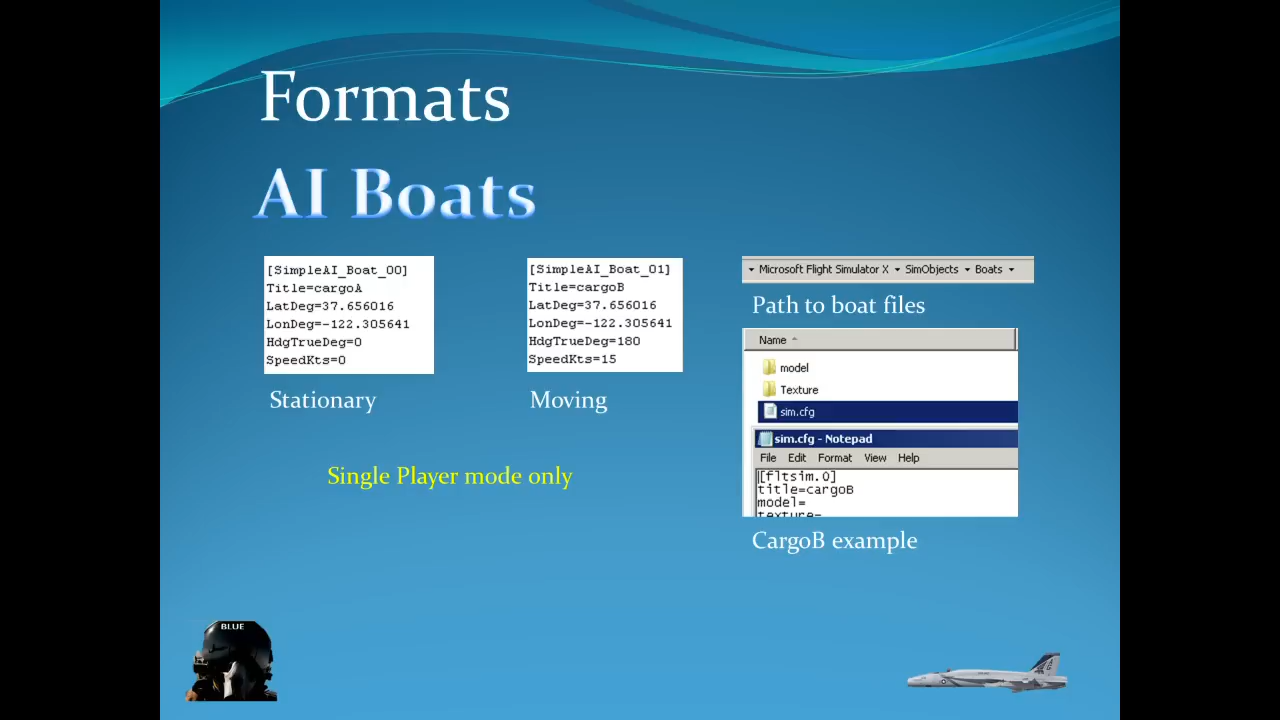 Formats
AI Boats
[SimpleAI_Boat_00]
Title=cargoA
LatDeg=37.656016
LonDeg=-122.305641
HdgTrueDeg=0
SpeedKts=0
Stationary
[SimpleAI_Boat_01]
Title=cargoB
LatDeg=37.656016
LonDeg=-122.305641
HdgTrueDeg=180
SpeedKts=15
Moving
Single Player mode only
Microsoft Flight Simulator X SimObjects Boats
Path to boat files
Name
model
Texture
sim.cfg
sim.cfg - Notepad
File Edit Format View Help
[fltsim.0]
title=cargoB
model=
texture=
CargoB example
BLUE